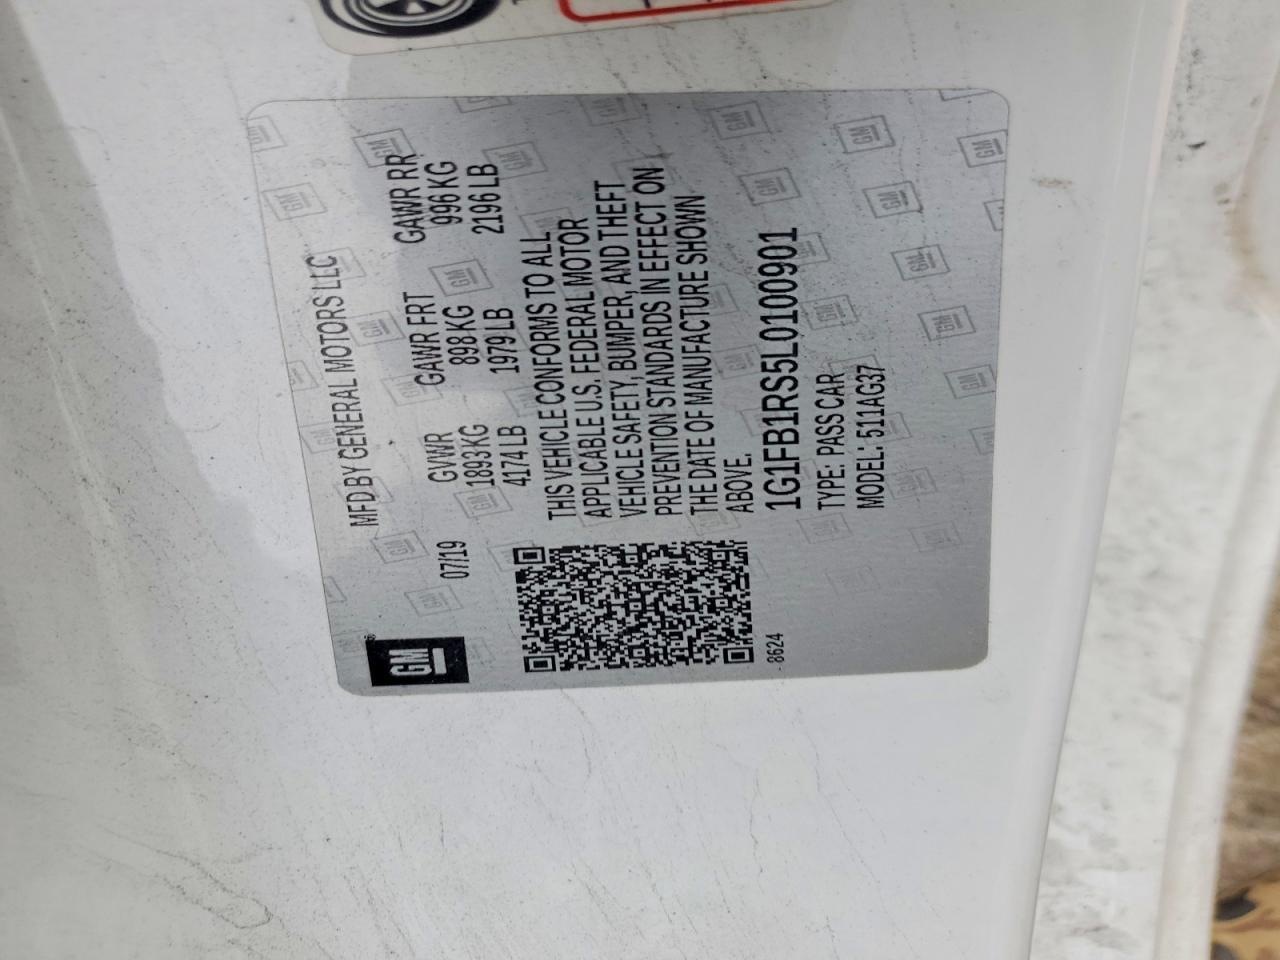 GM
MFD BY GENERAL MOTORS LLC
07/19 GVWR GAWR FRT GAWR RR
1893 KG 898 KG 996 KG
4174 LB 1979 LB 2196 LB
THIS VEHICLE CONFORMS TO ALL
APPLICABLE U.S. FEDERAL MOTOR
VEHICLE SAFETY, BUMPER, AND THEFT
PREVENTION STANDARDS IN EFFECT ON
THE DATE OF MANUFACTURE SHOWN
ABOVE.
1G1FB1RS5L0100901
TYPE: PASS CAR
MODEL: 511AG37
- 8624